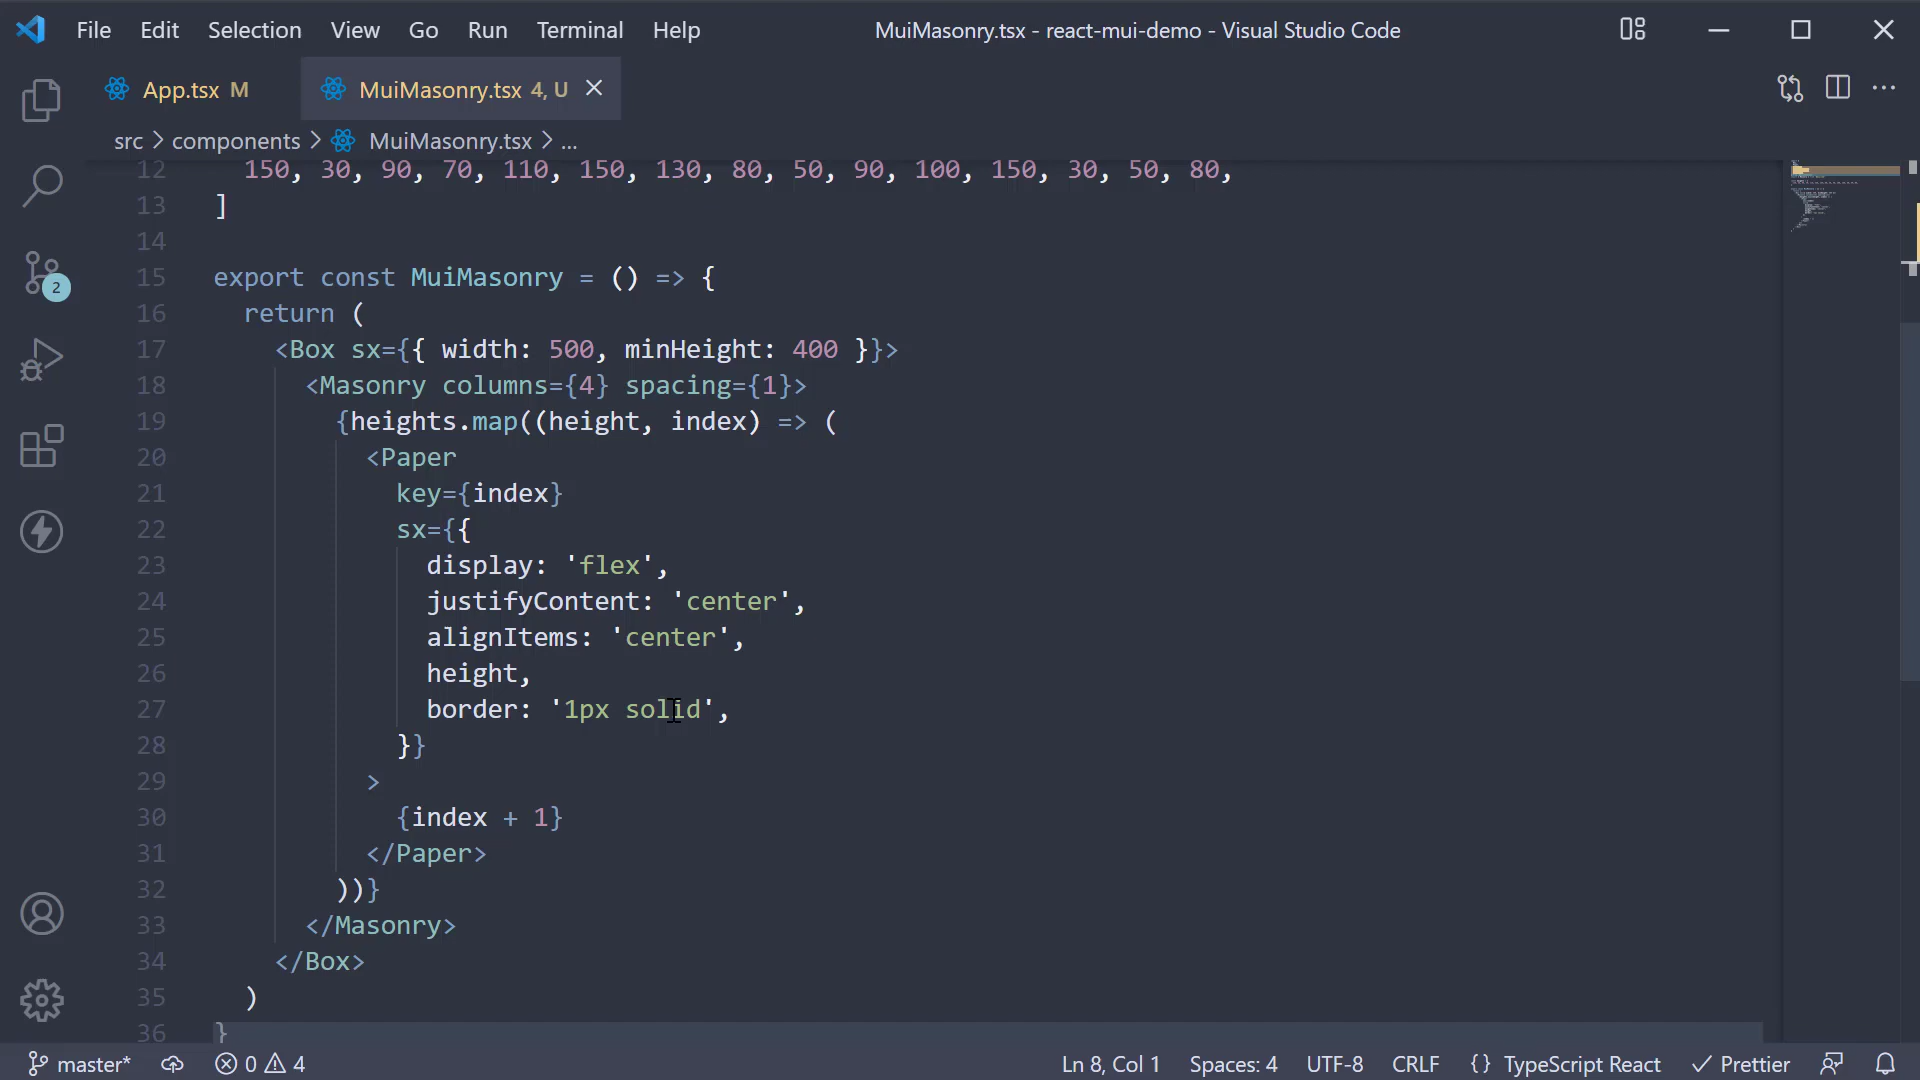 File Edit Selection View Go Run Terminal Help MuiMasonry.tsx - react-mui-demo - Visual Studio Code
App.tsx M MuiMasonry.tsx 4, U
src > components > MuiMasonry.tsx > ...
12 150, 30, 90, 70, 110, 150, 130, 80, 50, 90, 100, 150, 30, 50, 80,
13 ]
14
15 export const MuiMasonry = () => {
16 return (
17 <Box sx={{ width: 500, minHeight: 400 }}>
18 <Masonry columns={4} spacing={1}>
19 {heights.map((height, index) => (
20 <Paper
21 key={index}
22 sx={{
23 display: 'flex',
24 justifyContent: 'center',
25 alignItems: 'center',
26 height,
27 border: '1px solid',
28 }}
29 >
30 {index + 1}
31 </Paper>
32 ))}
33 </Masonry>
34 </Box>
35 )
36 }
2
master* 0 4 Ln 8, Col 1 Spaces: 4 UTF-8 CRLF {} TypeScript React Prettier